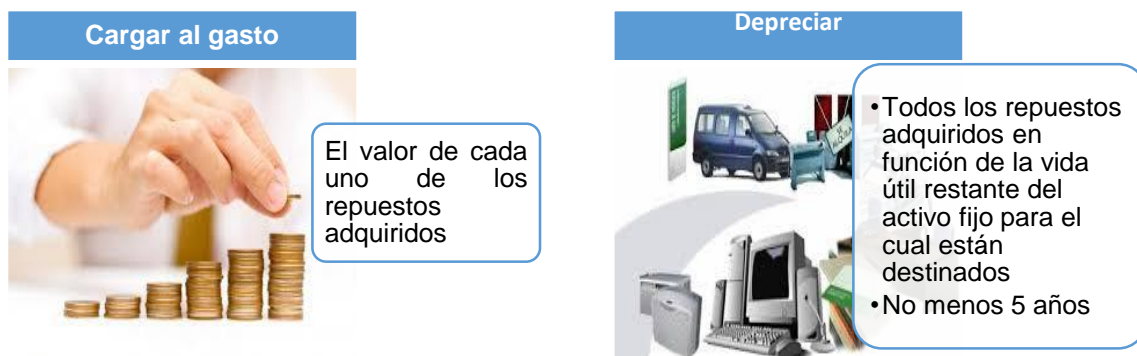 Cargar al gasto
El valor de cada
uno de los
repuestos
adquiridos
Depreciar
•Todos los repuestos
adquiridos en
función de la vida
útil restante del
activo fijo para el
cual están
destinados
•No menos 5 años